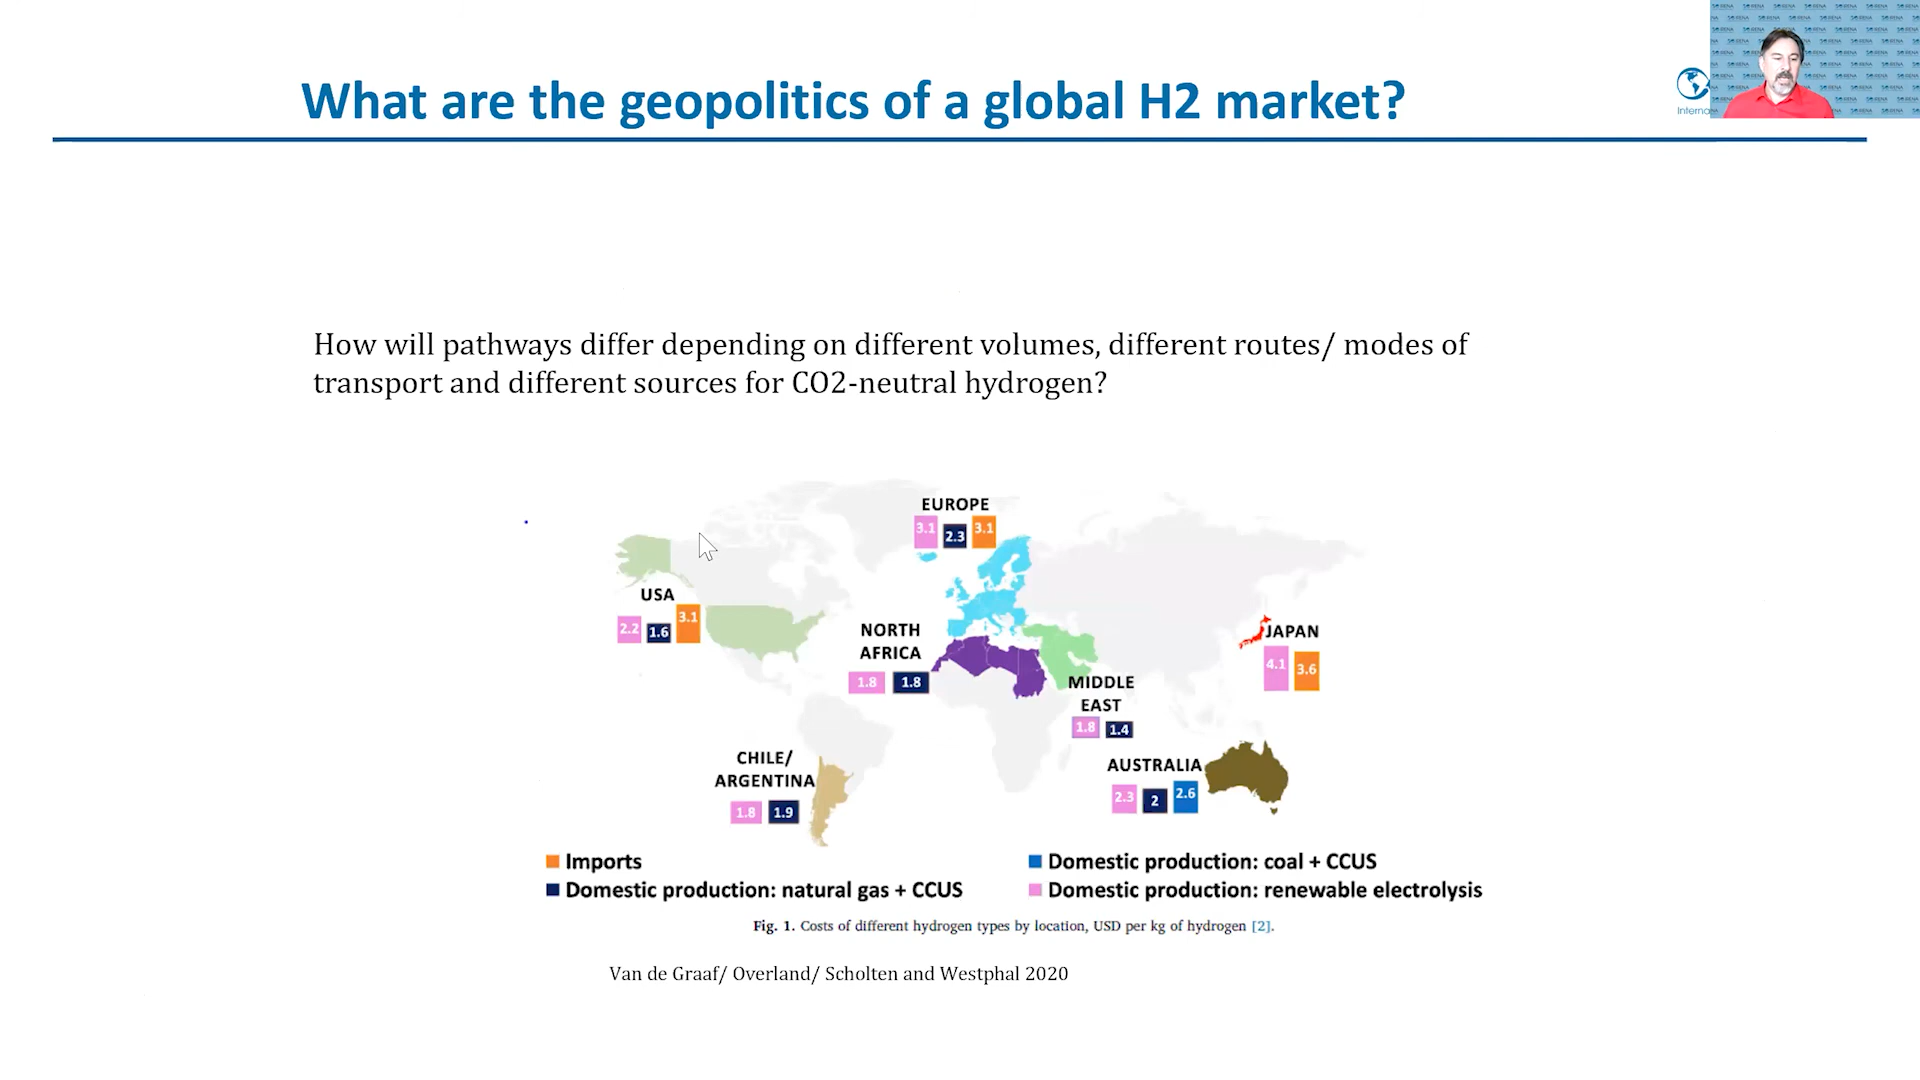 What are the geopolitics of a global H2 market?
Interna
How will pathways differ depending on different volumes, different routes/ modes of
transport and different sources for CO2-neutral hydrogen?
EUROPE
3.1 2.3 3.1
USA
2.2 1.6 3.1
NORTH
AFRICA
1.8 1.8
JAPAN
4.1 3.6
MIDDLE
EAST
1.8 1.4
CHILE/
ARGENTINA
1.8 1.9
AUSTRALIA
2.3 2 2.6
Imports
Domestic production: natural gas + CCUS
Domestic production: coal + CCUS
Domestic production: renewable electrolysis
Fig. 1. Costs of different hydrogen types by location, USD per kg of hydrogen [2].
Van de Graaf/ Overland/ Scholten and Westphal 2020